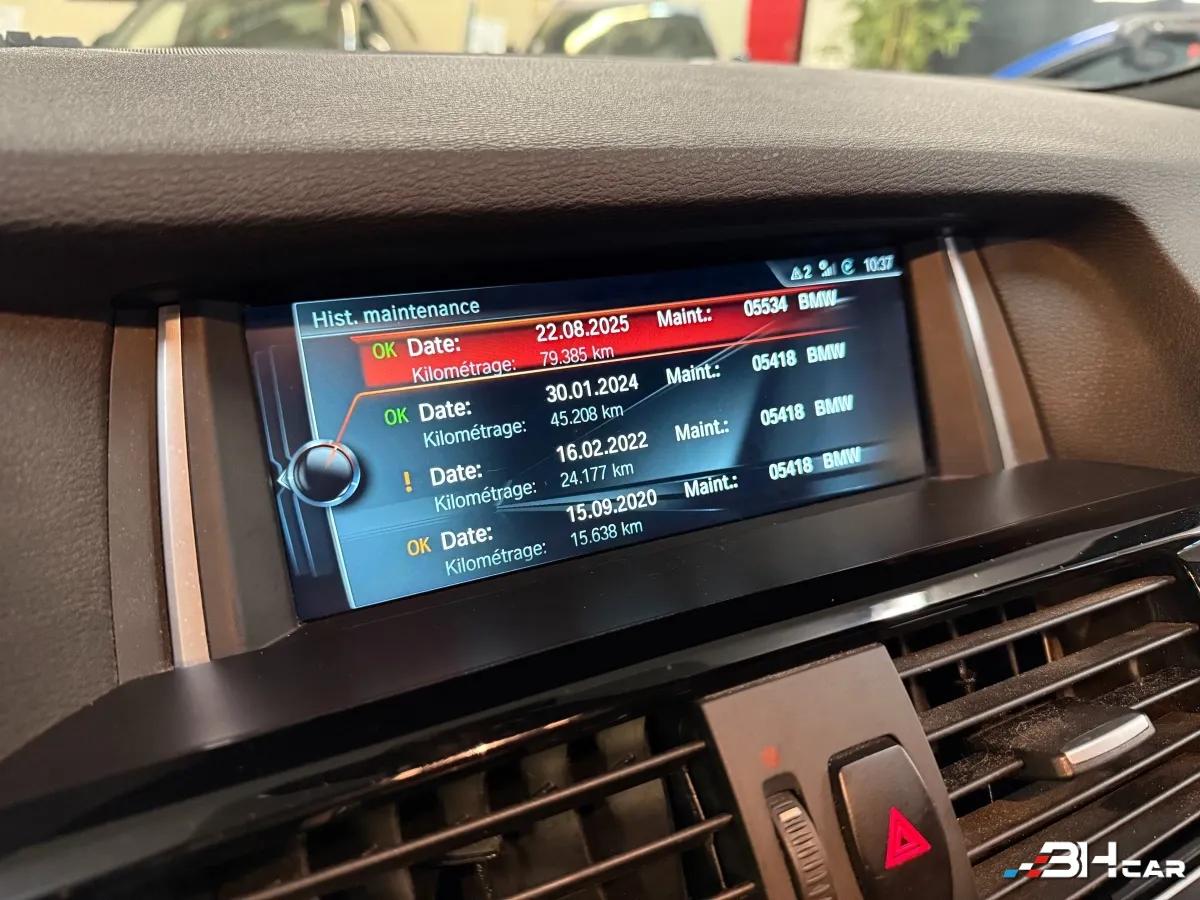 2 10:37
Hist. maintenance
OK Date: 22.08.2025 Maint.: 05534 BMW
Kilométrage: 79.385 km
OK Date: 30.01.2024 Maint.: 05418 BMW
Kilométrage: 45.208 km
! Date: 16.02.2022 Maint.: 05418 BMW
Kilométrage: 24.177 km
OK Date: 15.09.2020 Maint.: 05418 BMW
Kilométrage: 15.638 km
3HCAR